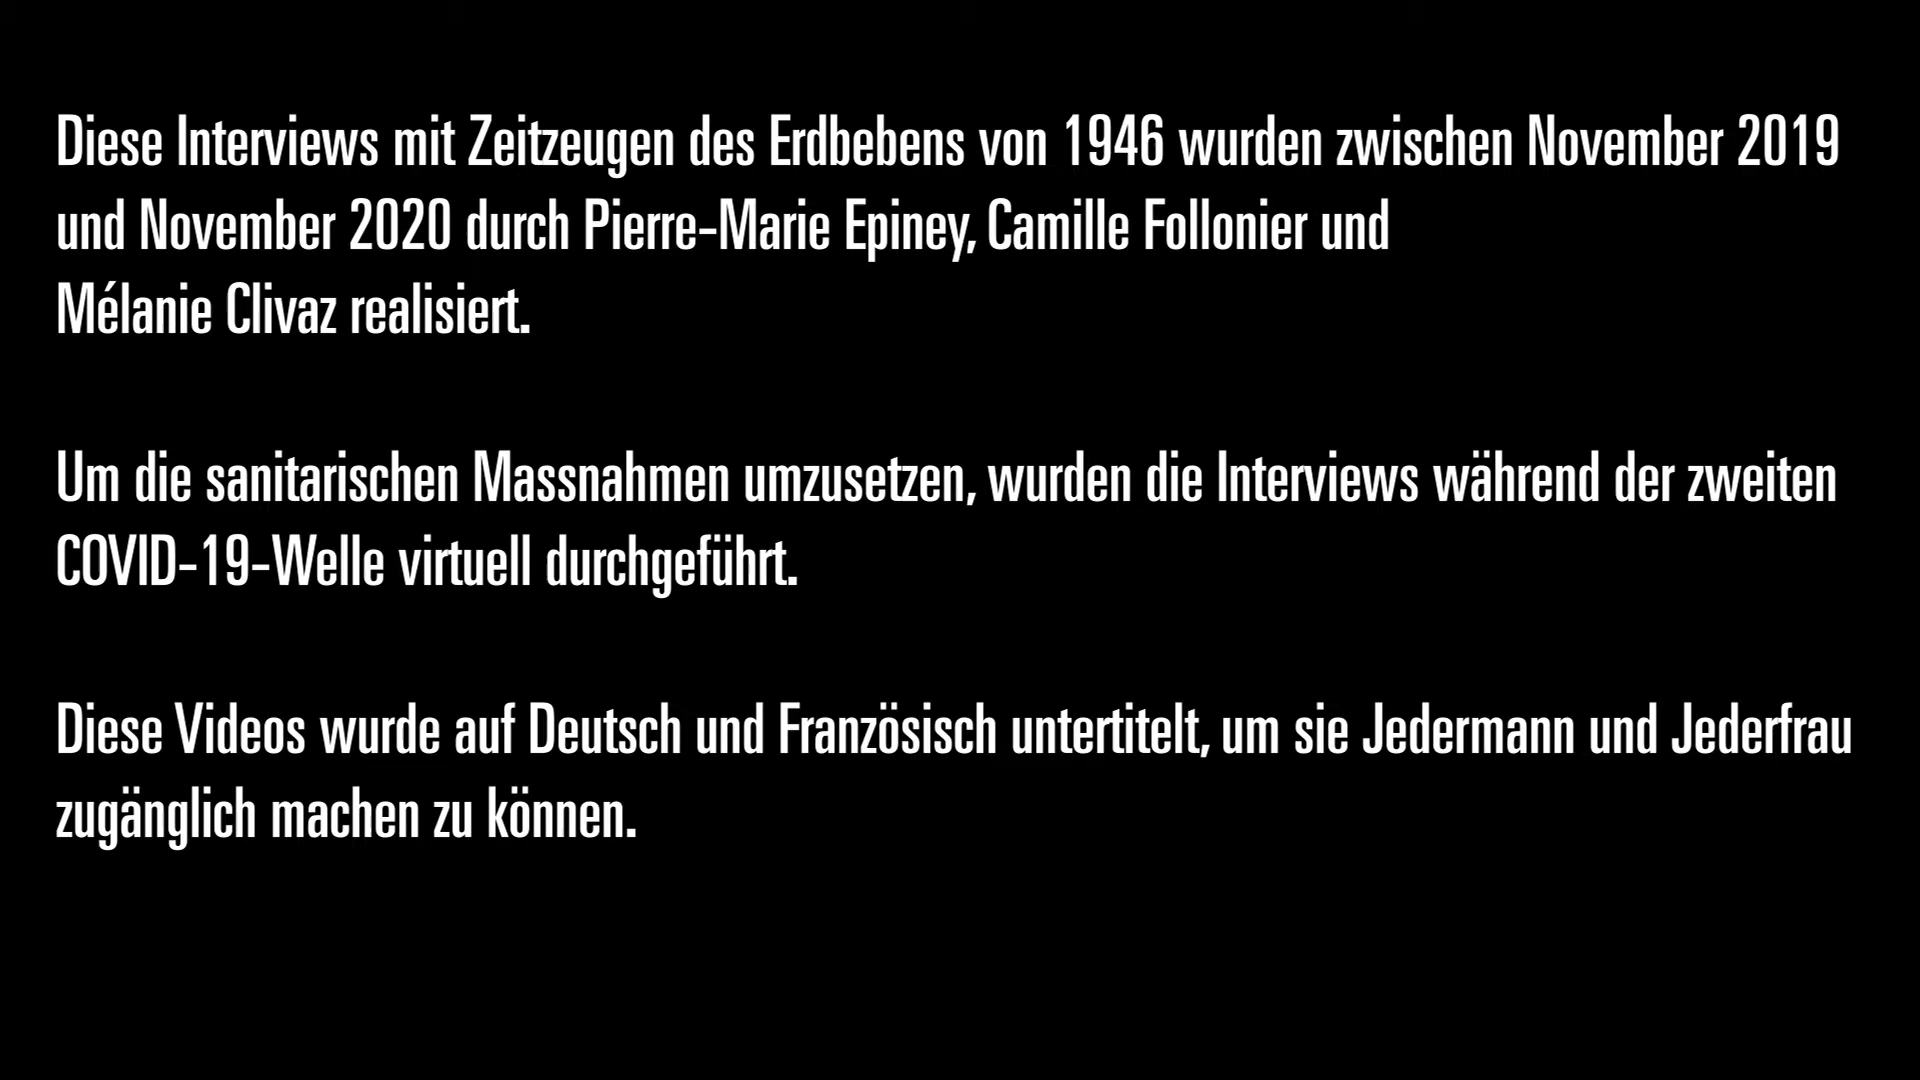 Diese Interviews mit Zeitzeugen des Erdbebens von 1946 wurden zwischen November 2019
und November 2020 durch Pierre-Marie Epiney, Camille Follonier und
Mélanie Clivaz realisiert.
Um die sanitarischen Massnahmen umzusetzen, wurden die Interviews während der zweiten
COVID-19-Welle virtuell durchgeführt.
Diese Videos wurde auf Deutsch und Französisch untertitelt, um sie Jedermann und Jederfrau
zugänglich machen zu können.